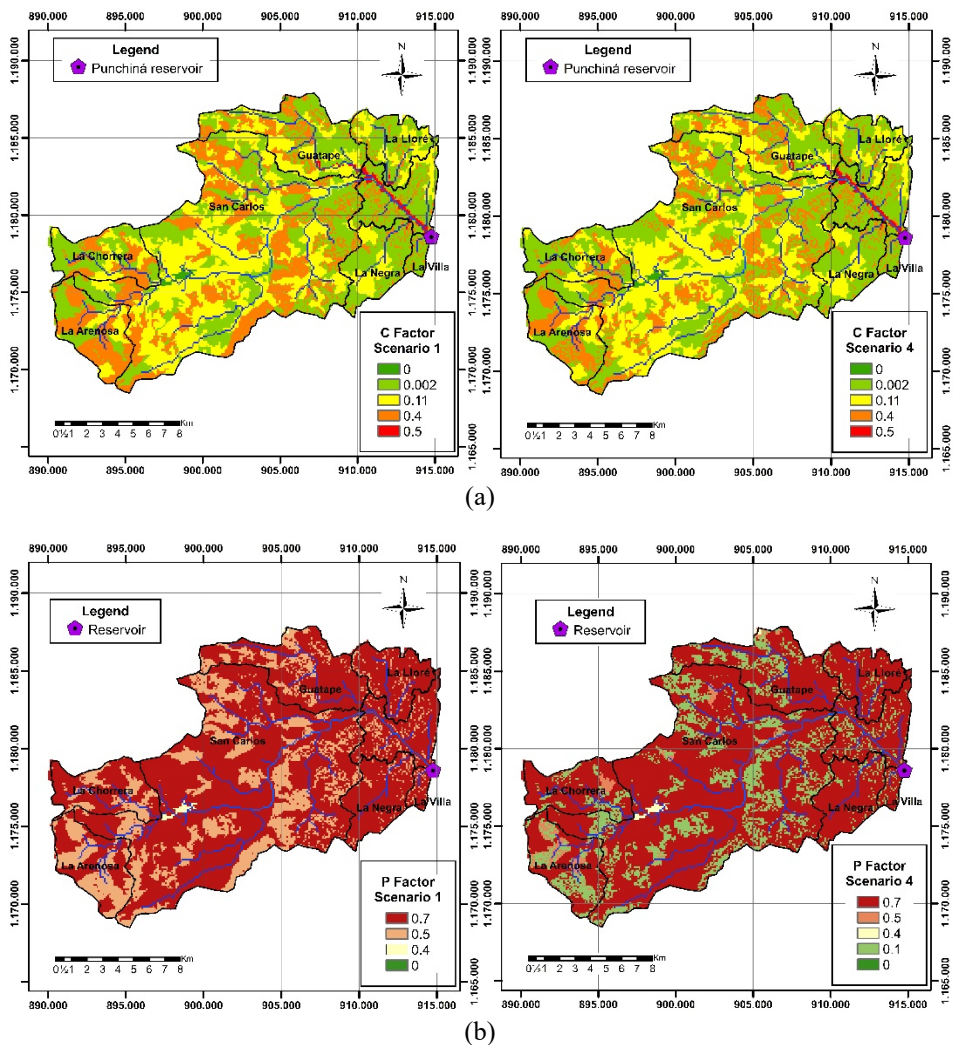 890.000 895.000 900.000 905.000 910.000 915.000
1.190.000
1.185.000
1.180.000
1.175.000
1.170.000
1.165.000
Legend
Punchiná reservoir
N
La Lloré
Guatape
San Carlos
La Chorrera
La Negra
La Villa
La Arenosa
C Factor
Scenario 1
0
0.002
0.11
0.4
0.5
0½1 2 3 4 5 6 7 8 Km
890.000 895.000 900.000 905.000 910.000 915.000
890.000 895.000 900.000 905.000 910.000 915.000
1.190.000
1.185.000
1.180.000
1.175.000
1.170.000
1.165.000
Legend
Punchiná reservoir
N
La Lloré
Guatape
San Carlos
La Chorrera
La Negra
La Villa
La Arenosa
C Factor
Scenario 4
0
0.002
0.11
0.4
0.5
0½1 2 3 4 5 6 7 8 Km
890.000 895.000 900.000 905.000 910.000 915.000
1.190.000
1.185.000
1.180.000
1.175.000
1.170.000
1.165.000
(a)
890.000 895.000 900.000 905.000 910.000 915.000
1.190.000
1.185.000
1.180.000
1.175.000
1.170.000
1.165.000
Legend
Reservoir
N
La Lloré
Guatape
San Carlos
La Chorrera
La Negra
La Villa
La Arenosa
P Factor
Scenario 1
0.7
0.5
0.4
0
0½1 2 3 4 5 6 7 8 Km
890.000 895.000 900.000 905.000 910.000 915.000
890.000 895.000 900.000 905.000 910.000 915.000
1.190.000
1.185.000
1.180.000
1.175.000
1.170.000
1.165.000
Legend
Reservoir
N
La Lloré
Guatape
San Carlos
La Chorrera
La Negra
La Villa
La Arenosa
P Factor
Scenario 4
0.7
0.5
0.4
0.1
0
0½1 2 3 4 5 6 7 8 Km
890.000 895.000 900.000 905.000 910.000 915.000
1.190.000
1.185.000
1.180.000
1.175.000
1.170.000
1.165.000
(b)